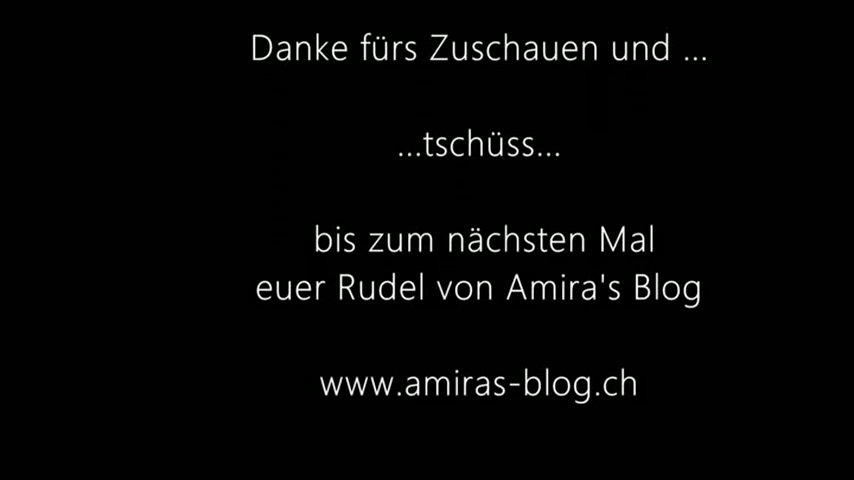 Danke fürs Zuschauen und ...
...tschüss...
bis zum nächsten Mal
euer Rudel von Amira's Blog
www.amiras-blog.ch